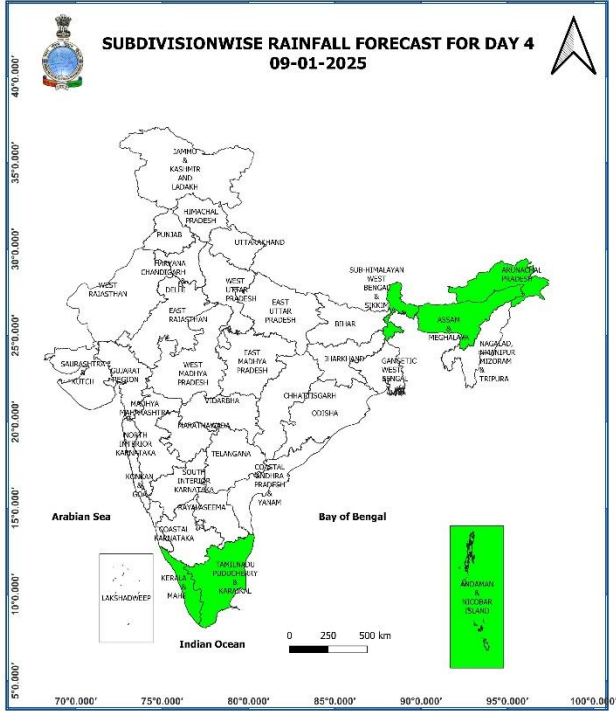 SUBDIVISIONWISE RAINFALL FORECAST FOR DAY 4
09-01-2025
40°0.000'
35°0.000'
30°0.000'
25°0.000'
20°0.000'
15°0.000'
10°0.000'
5°0.000'
JAMMO
&
KASHMIR
AND
LADAKH
HIMACHAL
PRADESH
PUNJAB
UTTARAKHAND
HARYANA
CHANDIGARH
DELHI
WEST
RAJASTHAN
WEST
UTTAR
PRADESH
EAST
RAJASTHAN
EAST
UTTAR
PRADESH
SUB-HIMALAYAN
WEST
BENGAL
&
SIKKIM
ARUNACHAL
PRADESH
ASSAM
&
MEGHALAYA
BIHAR
NAGALAD,
MANIPUR
MIZORAM
&
TRIPURA
SAURASHTRA
&
KUTCH
GUJARAT
REGION
WEST
MADHYA
PRADESH
EAST
MADHYA
PRADESH
JHARKHAND
GANGETIC
WEST
BENGAL
CHHATTISGARH
ODISHA
VIDARBHA
MADHYA
MAHARASHTRA
MARATHAWADA
NORTH
INTERIOR
KARNATAKA
TELANGANA
KONKAN
&
GOA
SOUTH
INTERIOR
KARNATAKA
COASTAL
ANDHRA
PRADESH
&
YANAM
RAYALASEEMA
Arabian Sea
Bay of Bengal
COASTAL
KARNATAKA
LAKSHADWEEP
KERALA
&
MAHE
TAMILNADU
PUDUCHERRY
&
KARAIKAL
ANDAMAN
&
NICOBAR
ISLAND
Indian Ocean
0 250 500 km
70°0.000' 75°0.000' 80°0.000' 85°0.000' 90°0.000' 95°0.000' 100°0.000'